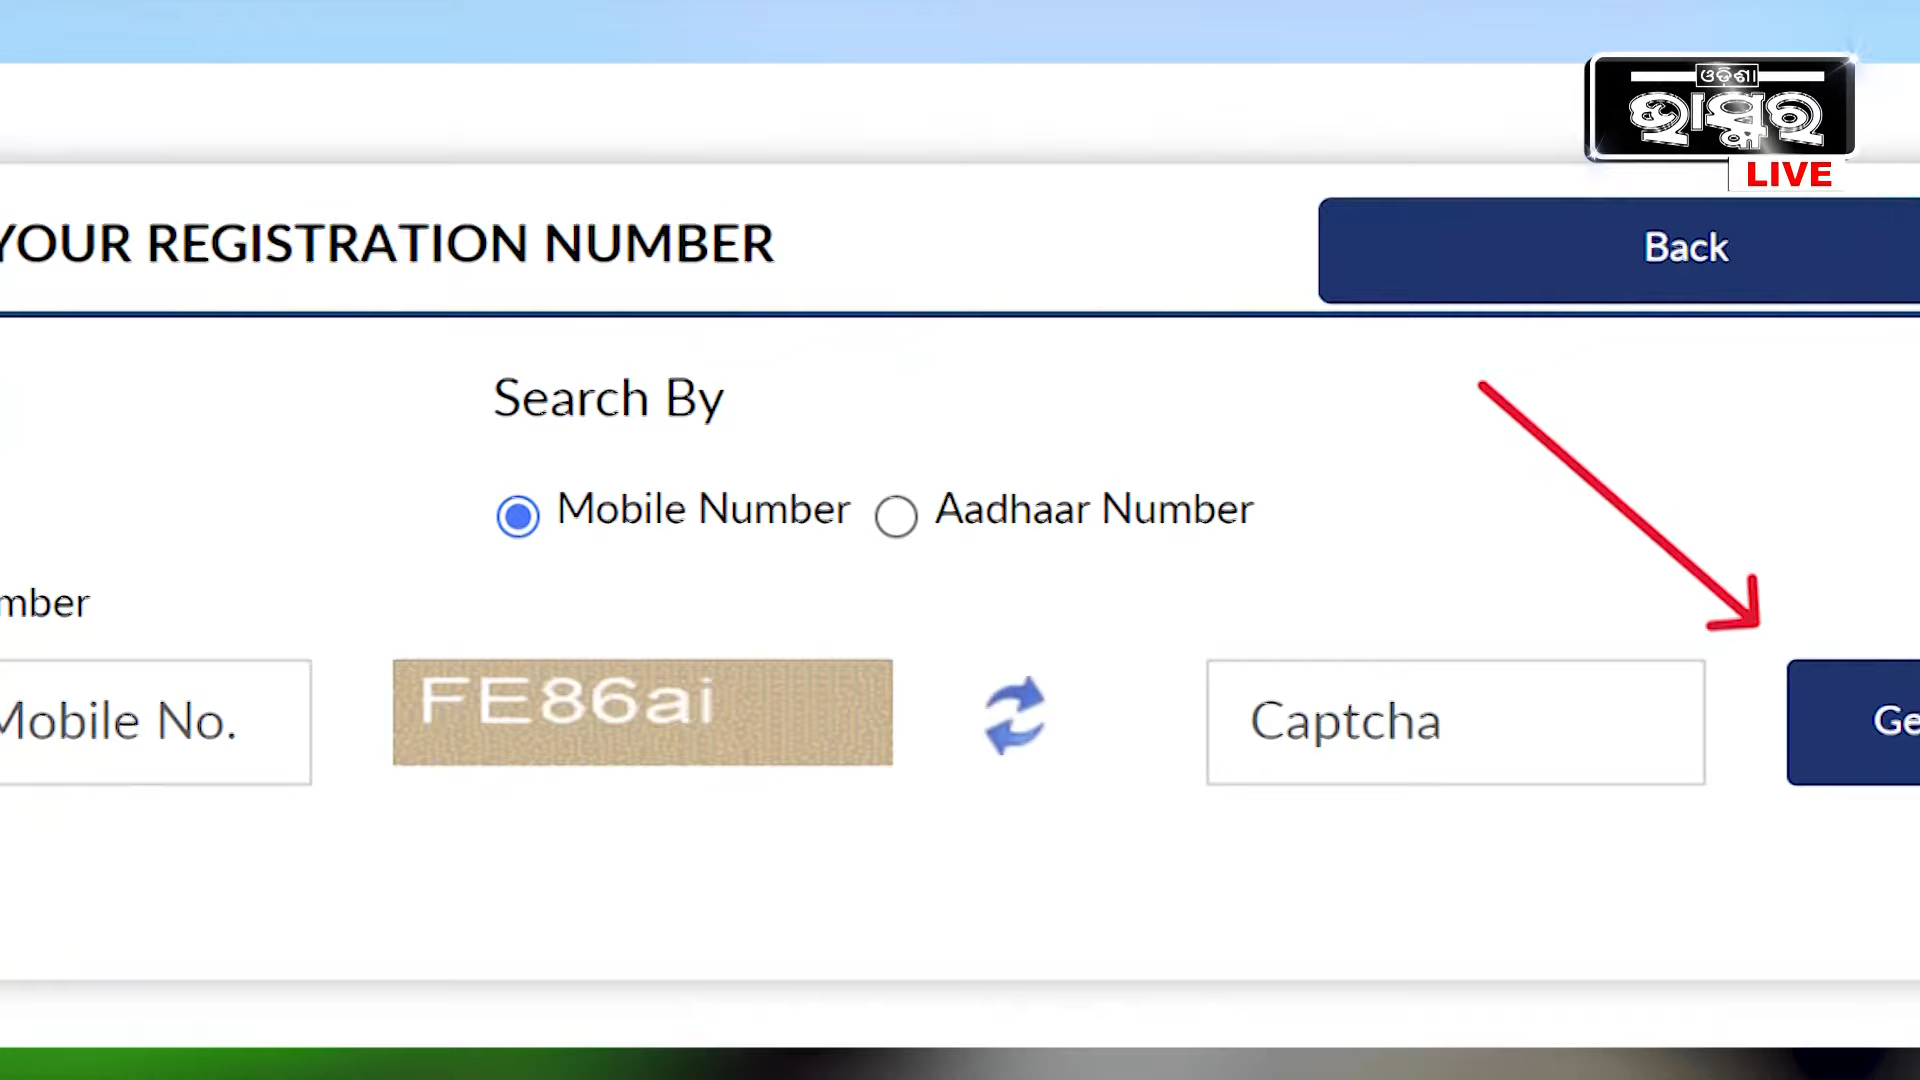 ଓଡ଼ିଶା
ଭାସ୍କର
LIVE
YOUR REGISTRATION NUMBER
Back
Search By
Mobile Number
Aadhaar Number
mber
Mobile No.
FE86ai
Captcha
Ge